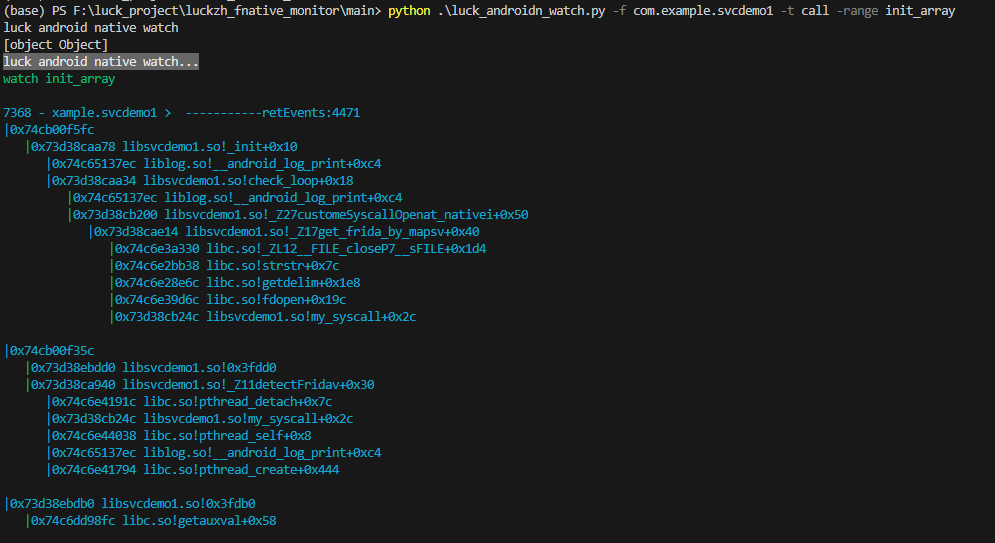 (base) PS F:\luck_project\luckzh_fnative_monitor\main> python .\luck_androidn_watch.py -f com.example.svcdemo1 -t call -range init_array
luck android native watch
[object Object]
luck android native watch...
watch init_array
7368 - xample.svcdemo1 >  -----------retEvents:4471
|0x74cb00f5fc
|0x73d38caa78 libsvcdemo1.so!_init+0x10
|0x74c65137ec liblog.so!__android_log_print+0xc4
|0x73d38caa34 libsvcdemo1.so!check_loop+0x18
|0x74c65137ec liblog.so!__android_log_print+0xc4
|0x73d38cb200 libsvcdemo1.so!_Z27customeSyscallOpenat_nativei+0x50
|0x73d38cae14 libsvcdemo1.so!_Z17get_frida_by_mapsv+0x40
|0x74c6e3a330 libc.so!_ZL12__FILE_closeP7__sFILE+0x1d4
|0x74c6e2bb38 libc.so!strstr+0x7c
|0x74c6e28e6c libc.so!getdelim+0x1e8
|0x74c6e39d6c libc.so!fdopen+0x19c
|0x73d38cb24c libsvcdemo1.so!my_syscall+0x2c
|0x74cb00f35c
|0x73d38ebdd0 libsvcdemo1.so!0x3fdd0
|0x73d38ca940 libsvcdemo1.so!_Z11detectFridav+0x30
|0x74c6e4191c libc.so!pthread_detach+0x7c
|0x73d38cb24c libsvcdemo1.so!my_syscall+0x2c
|0x74c6e44038 libc.so!pthread_self+0x8
|0x74c65137ec liblog.so!__android_log_print+0xc4
|0x74c6e41794 libc.so!pthread_create+0x444
|0x73d38ebdb0 libsvcdemo1.so!0x3fdb0
|0x74c6dd98fc libc.so!getauxval+0x58